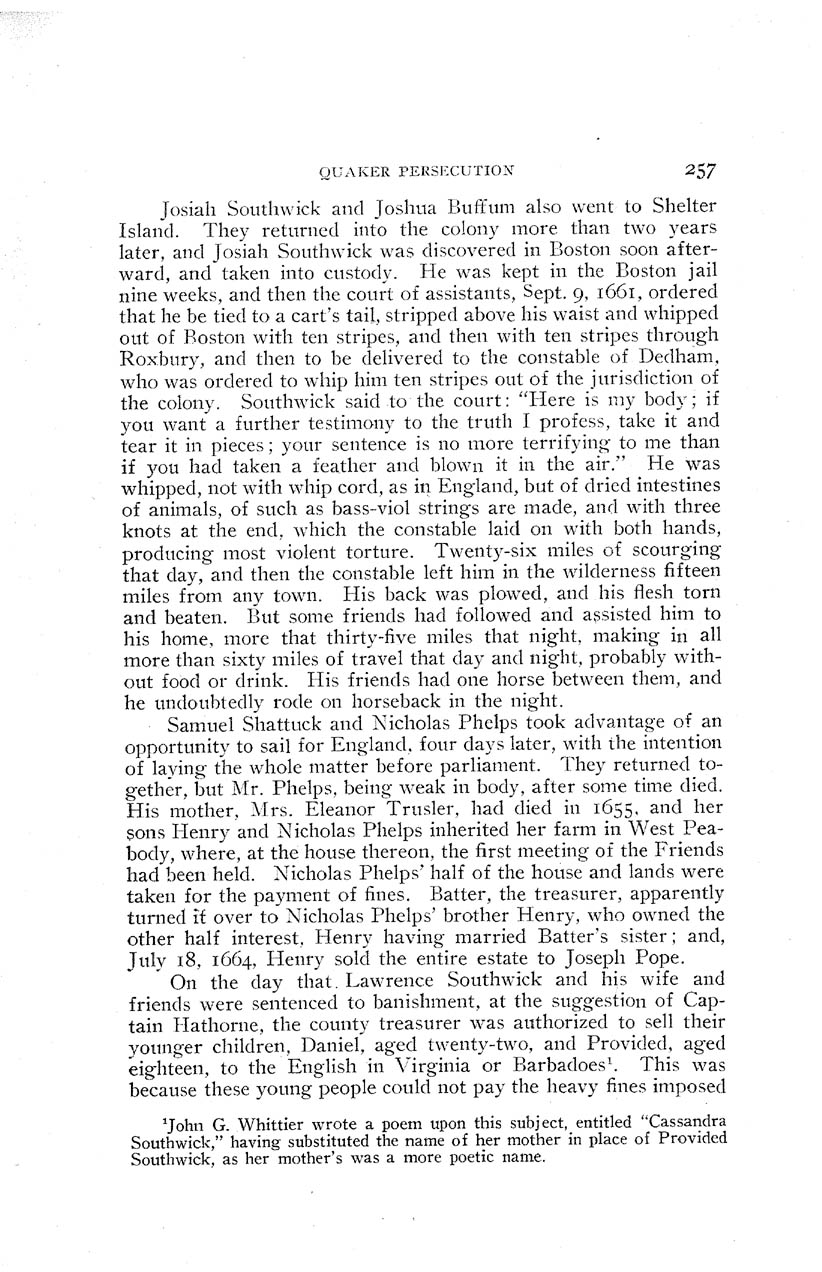 QUAKER PERSECUTION 257
Josiah Southwick and Joshua Buffum also went to Shelter
Island. They returned into the colony more than two years
later, and Josiah Southwick was discovered in Boston soon after-
ward, and taken into custody. He was kept in the Boston jail
nine weeks, and then the court of assistants, Sept. 9, 1661, ordered
that he be tied to a cart's tail, stripped above his waist and whipped
out of Boston with ten stripes, and then with ten stripes through
Roxbury, and then to be delivered to the constable of Dedham,
who was ordered to whip him ten stripes out of the jurisdiction of
the colony. Southwick said to the court: "Here is my body; if
you want a further testimony to the truth I profess, take it and
tear it in pieces; your sentence is no more terrifying to me than
if you had taken a feather and blown it in the air." He was
whipped, not with whip cord, as in England, but of dried intestines
of animals, of such as bass-viol strings are made, and with three
knots at the end, which the constable laid on with both hands,
producing most violent torture. Twenty-six miles of scourging
that day, and then the constable left him in the wilderness fifteen
miles from any town. His back was plowed, and his flesh torn
and beaten. But some friends had followed and assisted him to
his home, more that thirty-five miles that night, making in all
more than sixty miles of travel that day and night, probably with-
out food or drink. His friends had one horse between them, and
he undoubtedly rode on horseback in the night.
Samuel Shattuck and Nicholas Phelps took advantage of an
opportunity to sail for England, four days later, with the intention
of laying the whole matter before parliament. They returned to-
gether, but Mr. Phelps, being weak in body, after some time died.
His mother, Mrs. Eleanor Trusler, had died in 1655, and her
sons Henry and Nicholas Phelps inherited her farm in West Pea-
body, where, at the house thereon, the first meeting of the Friends
had been held. Nicholas Phelps' half of the house and lands were
taken for the payment of fines. Batter, the treasurer, apparently
turned it over to Nicholas Phelps' brother Henry, who owned the
other half interest, Henry having married Batter's sister; and,
July 18, 1664, Henry sold the entire estate to Joseph Pope.
On the day that Lawrence Southwick and his wife and
friends were sentenced to banishment, at the suggestion of Cap-
tain Hathorne, the county treasurer was authorized to sell their
younger children, Daniel, aged twenty-two, and Provided, aged
eighteen, to the English in Virginia or Barbadoes¹. This was
because these young people could not pay the heavy fines imposed
¹John G. Whittier wrote a poem upon this subject, entitled "Cassandra
Southwick," having substituted the name of her mother in place of Provided
Southwick, as her mother's was a more poetic name.